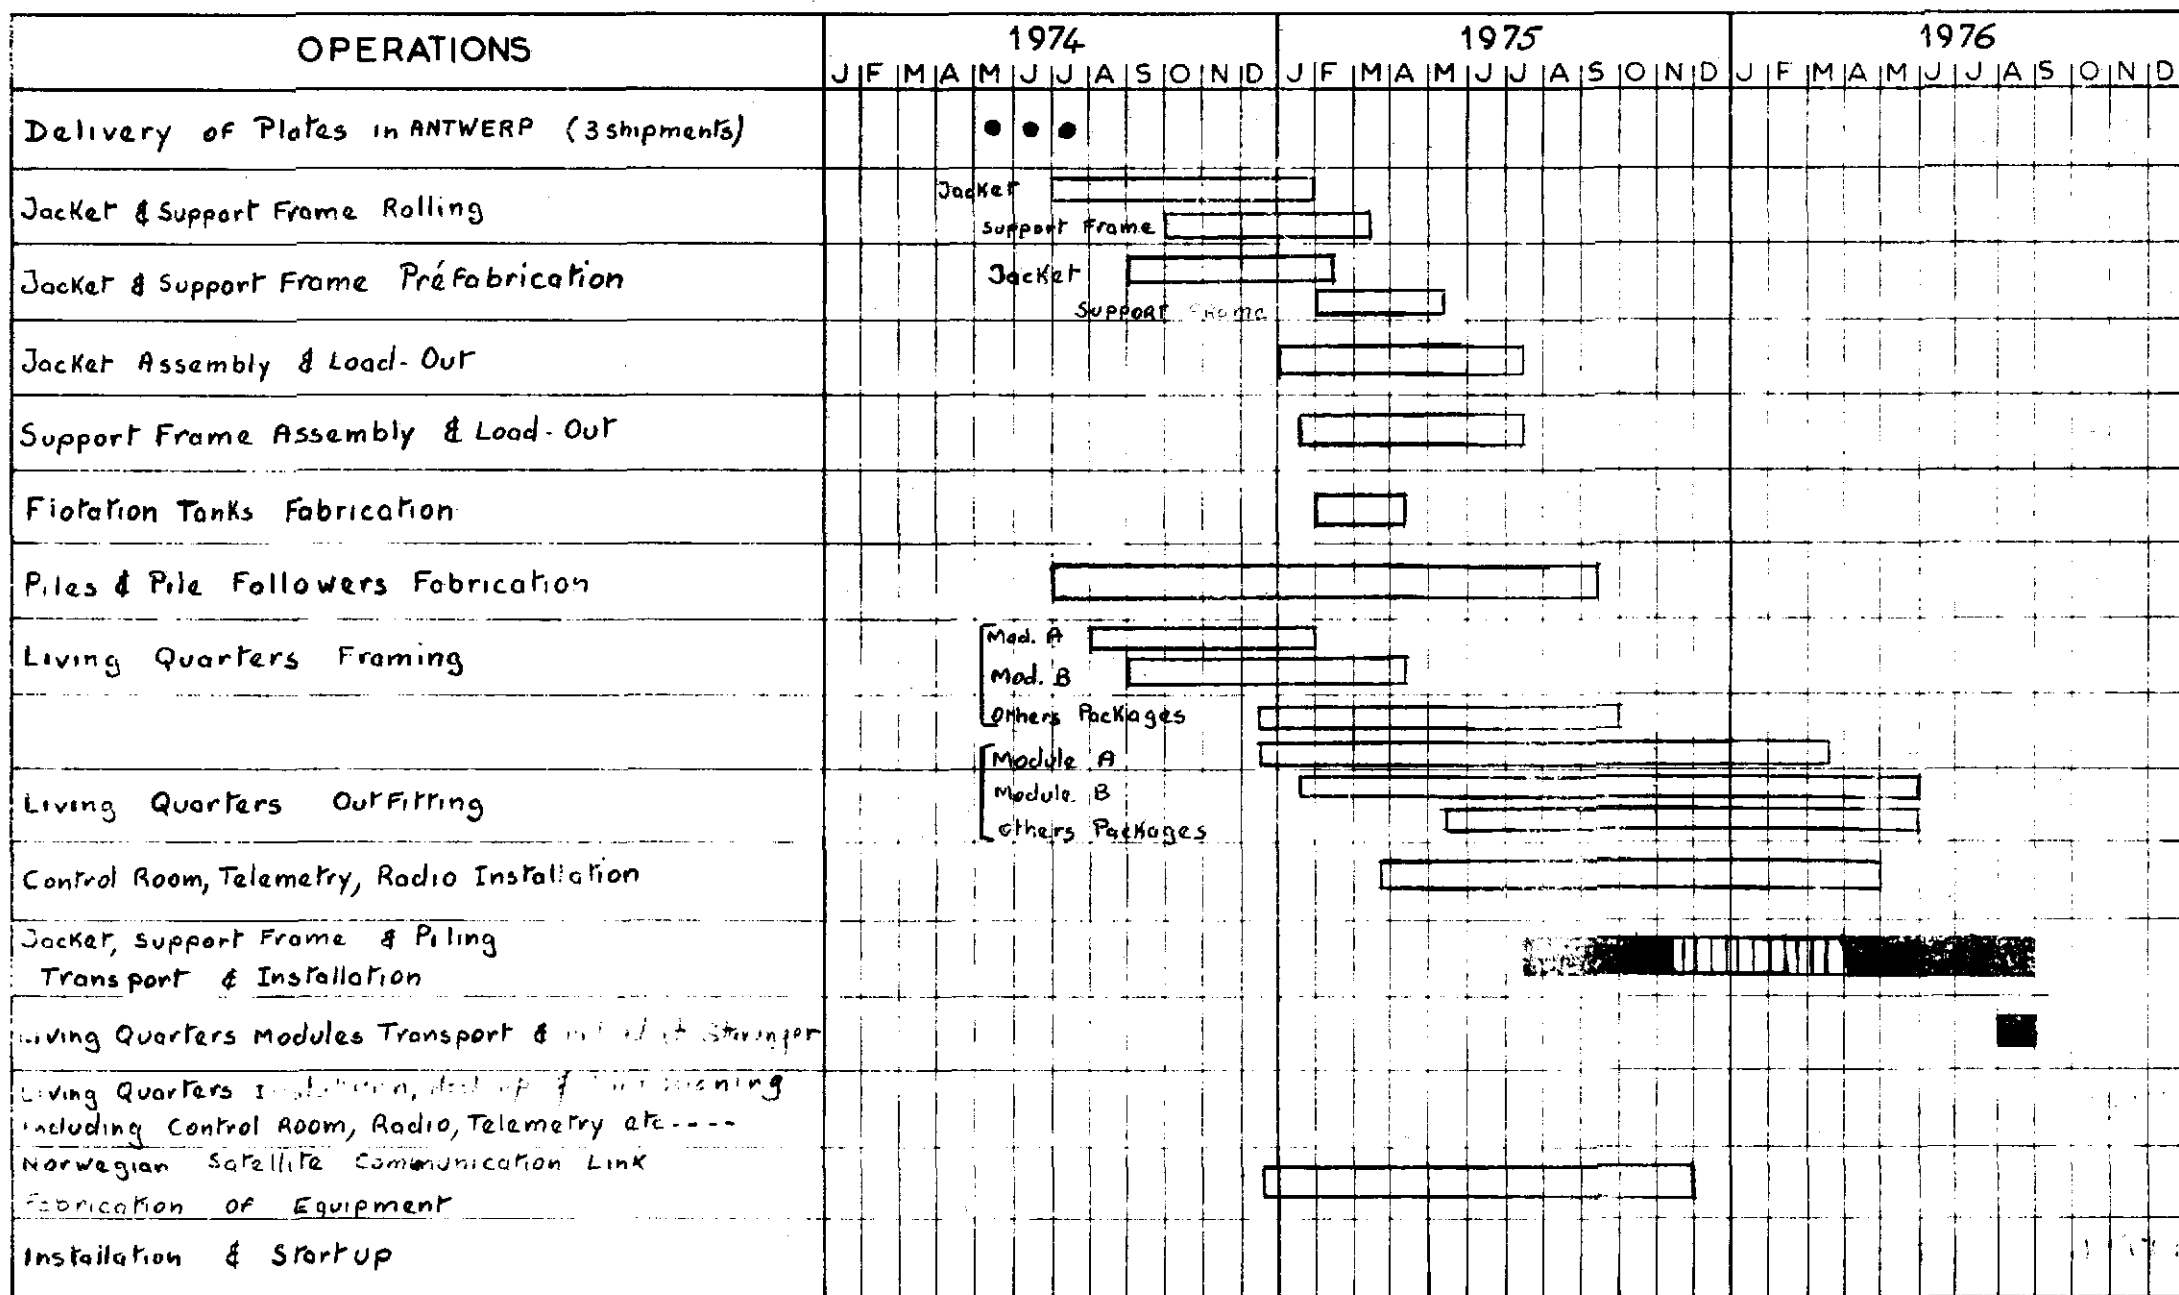 OPERATIONS
1974
1975
1976
J F M A M J J A S O N D J F M A M J J A S O N D J F M A M J J A S O N D
Delivery of Plates in ANTWERP (3 shipments)
Jacket & Support Frame Rolling
Jacket
Support Frame
Jacket & Support Frame Préfabrication
Jacket
Support Frame
Jacket Assembly & Load-Out
Support Frame Assembly & Load-Out
Flotation Tanks Fabrication
Piles & Pile Followers Fabrication
Living Quarters Framing
Mod. A
Mod. B
Others Packages
Living Quarters OutFitting
Module A
Module B
others Packages
Control Room, Telemetry, Radio Installation
Jacket, Support Frame & Piling
Transport & Installation
Living Quarters Modules Transport &
Living Quarters
including Control Room, Radio, Telemetry etc----
Norwegian Satellite Communication Link
Fabrication of Equipment
Installation & Start up